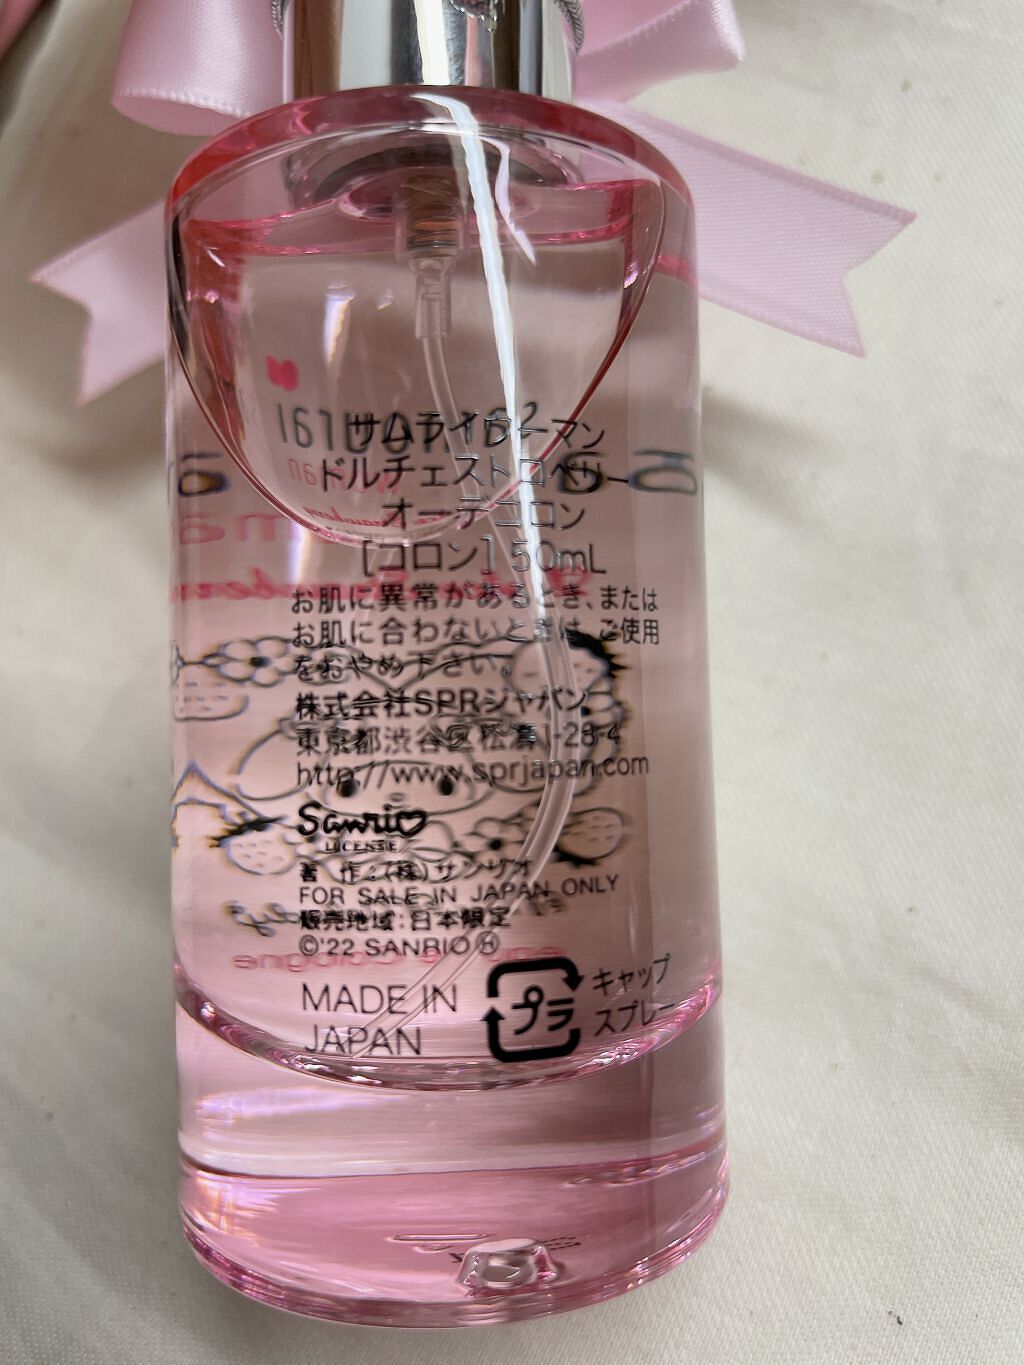 サムライウーマン
ドルチェストロベリー
オーデコロン
[コロン] 50mL
お肌に異常があるとき、または
お肌に合わないときは、ご使用
をおやめ下さい。
株式会社SPRジャパン
東京都渋谷区松濤1-28-4
http://www.sprjapan.com
Sanrio
LICENSE
著 作:(株)サンリオ
FOR SALE IN JAPAN ONLY
販売地域:日本限定
©'22 SANRIO Ⓗ
MADE IN
JAPAN
プラ
キャップ
スプレー